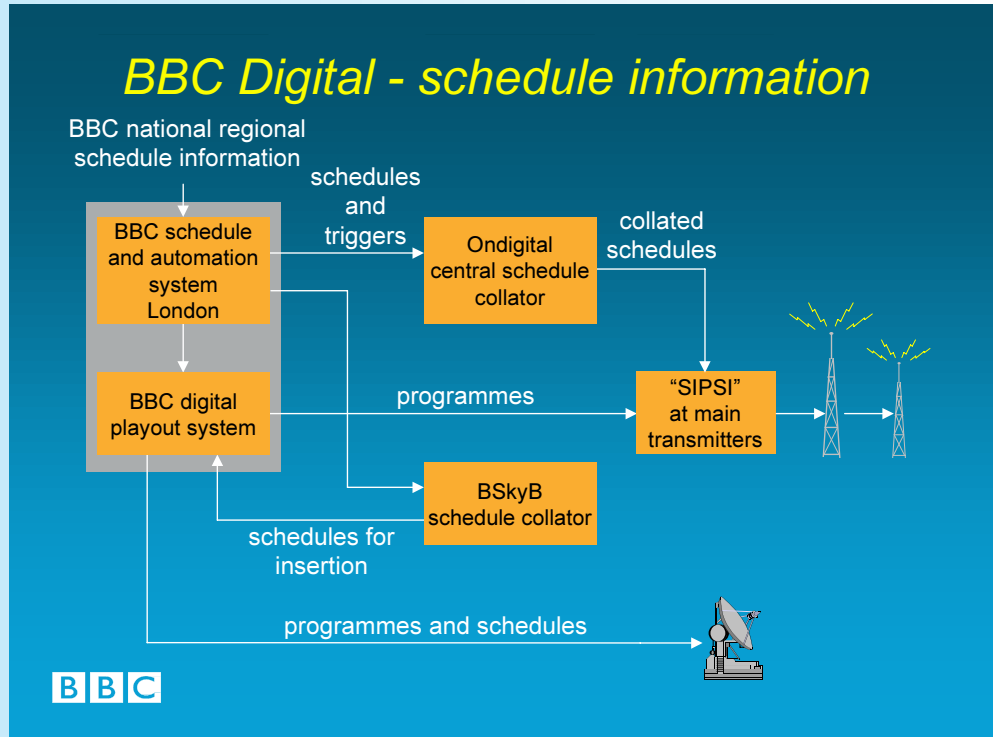 BBC Digital - schedule information
BBC national regional
schedule information
schedules
and
triggers
BBC schedule
and automation
system
London
Ondigital
central schedule
collator
collated
schedules
BBC digital
playout system
programmes
“SIPSI”
at main
transmitters
BSkyB
schedule collator
schedules for
insertion
programmes and schedules
BBC